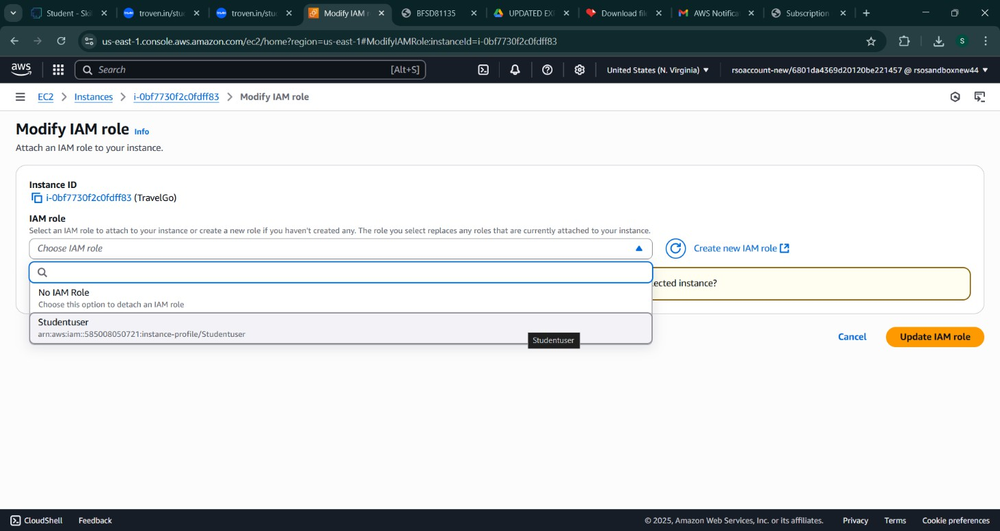 Student - Ski
troven.in/stu
troven.in/stu
Modify IAM r
BFSD81135
UPDATED EX
Download fil
AWS Notifica
Subscription
us-east-1.console.aws.amazon.com/ec2/home?region=us-east-1#ModifyIAMRole:instanceId=i-0bf7730f2c0fdff83
S
aws
Search
[Alt+S]
United States (N. Virginia)
rsoaccount-new/6801da4369d20120be221457 @ rsosandboxnew44
EC2
Instances
i-0bf7730f2c0fdff83
Modify IAM role
Modify IAM role Info
Attach an IAM role to your instance.
Instance ID
i-0bf7730f2c0fdff83 (TravelGo)
IAM role
Select an IAM role to attach to your instance or create a new role if you haven't created any. The role you select replaces any roles that are currently attached to your instance.
Choose IAM role
Create new IAM role
ected instance?
No IAM Role
Choose this option to detach an IAM role
Studentuser
arn:aws:iam::585008050721:instance-profile/Studentuser
Studentuser
Cancel
Update IAM role
CloudShell
Feedback
© 2025, Amazon Web Services, Inc. or its affiliates.
Privacy
Terms
Cookie preferences